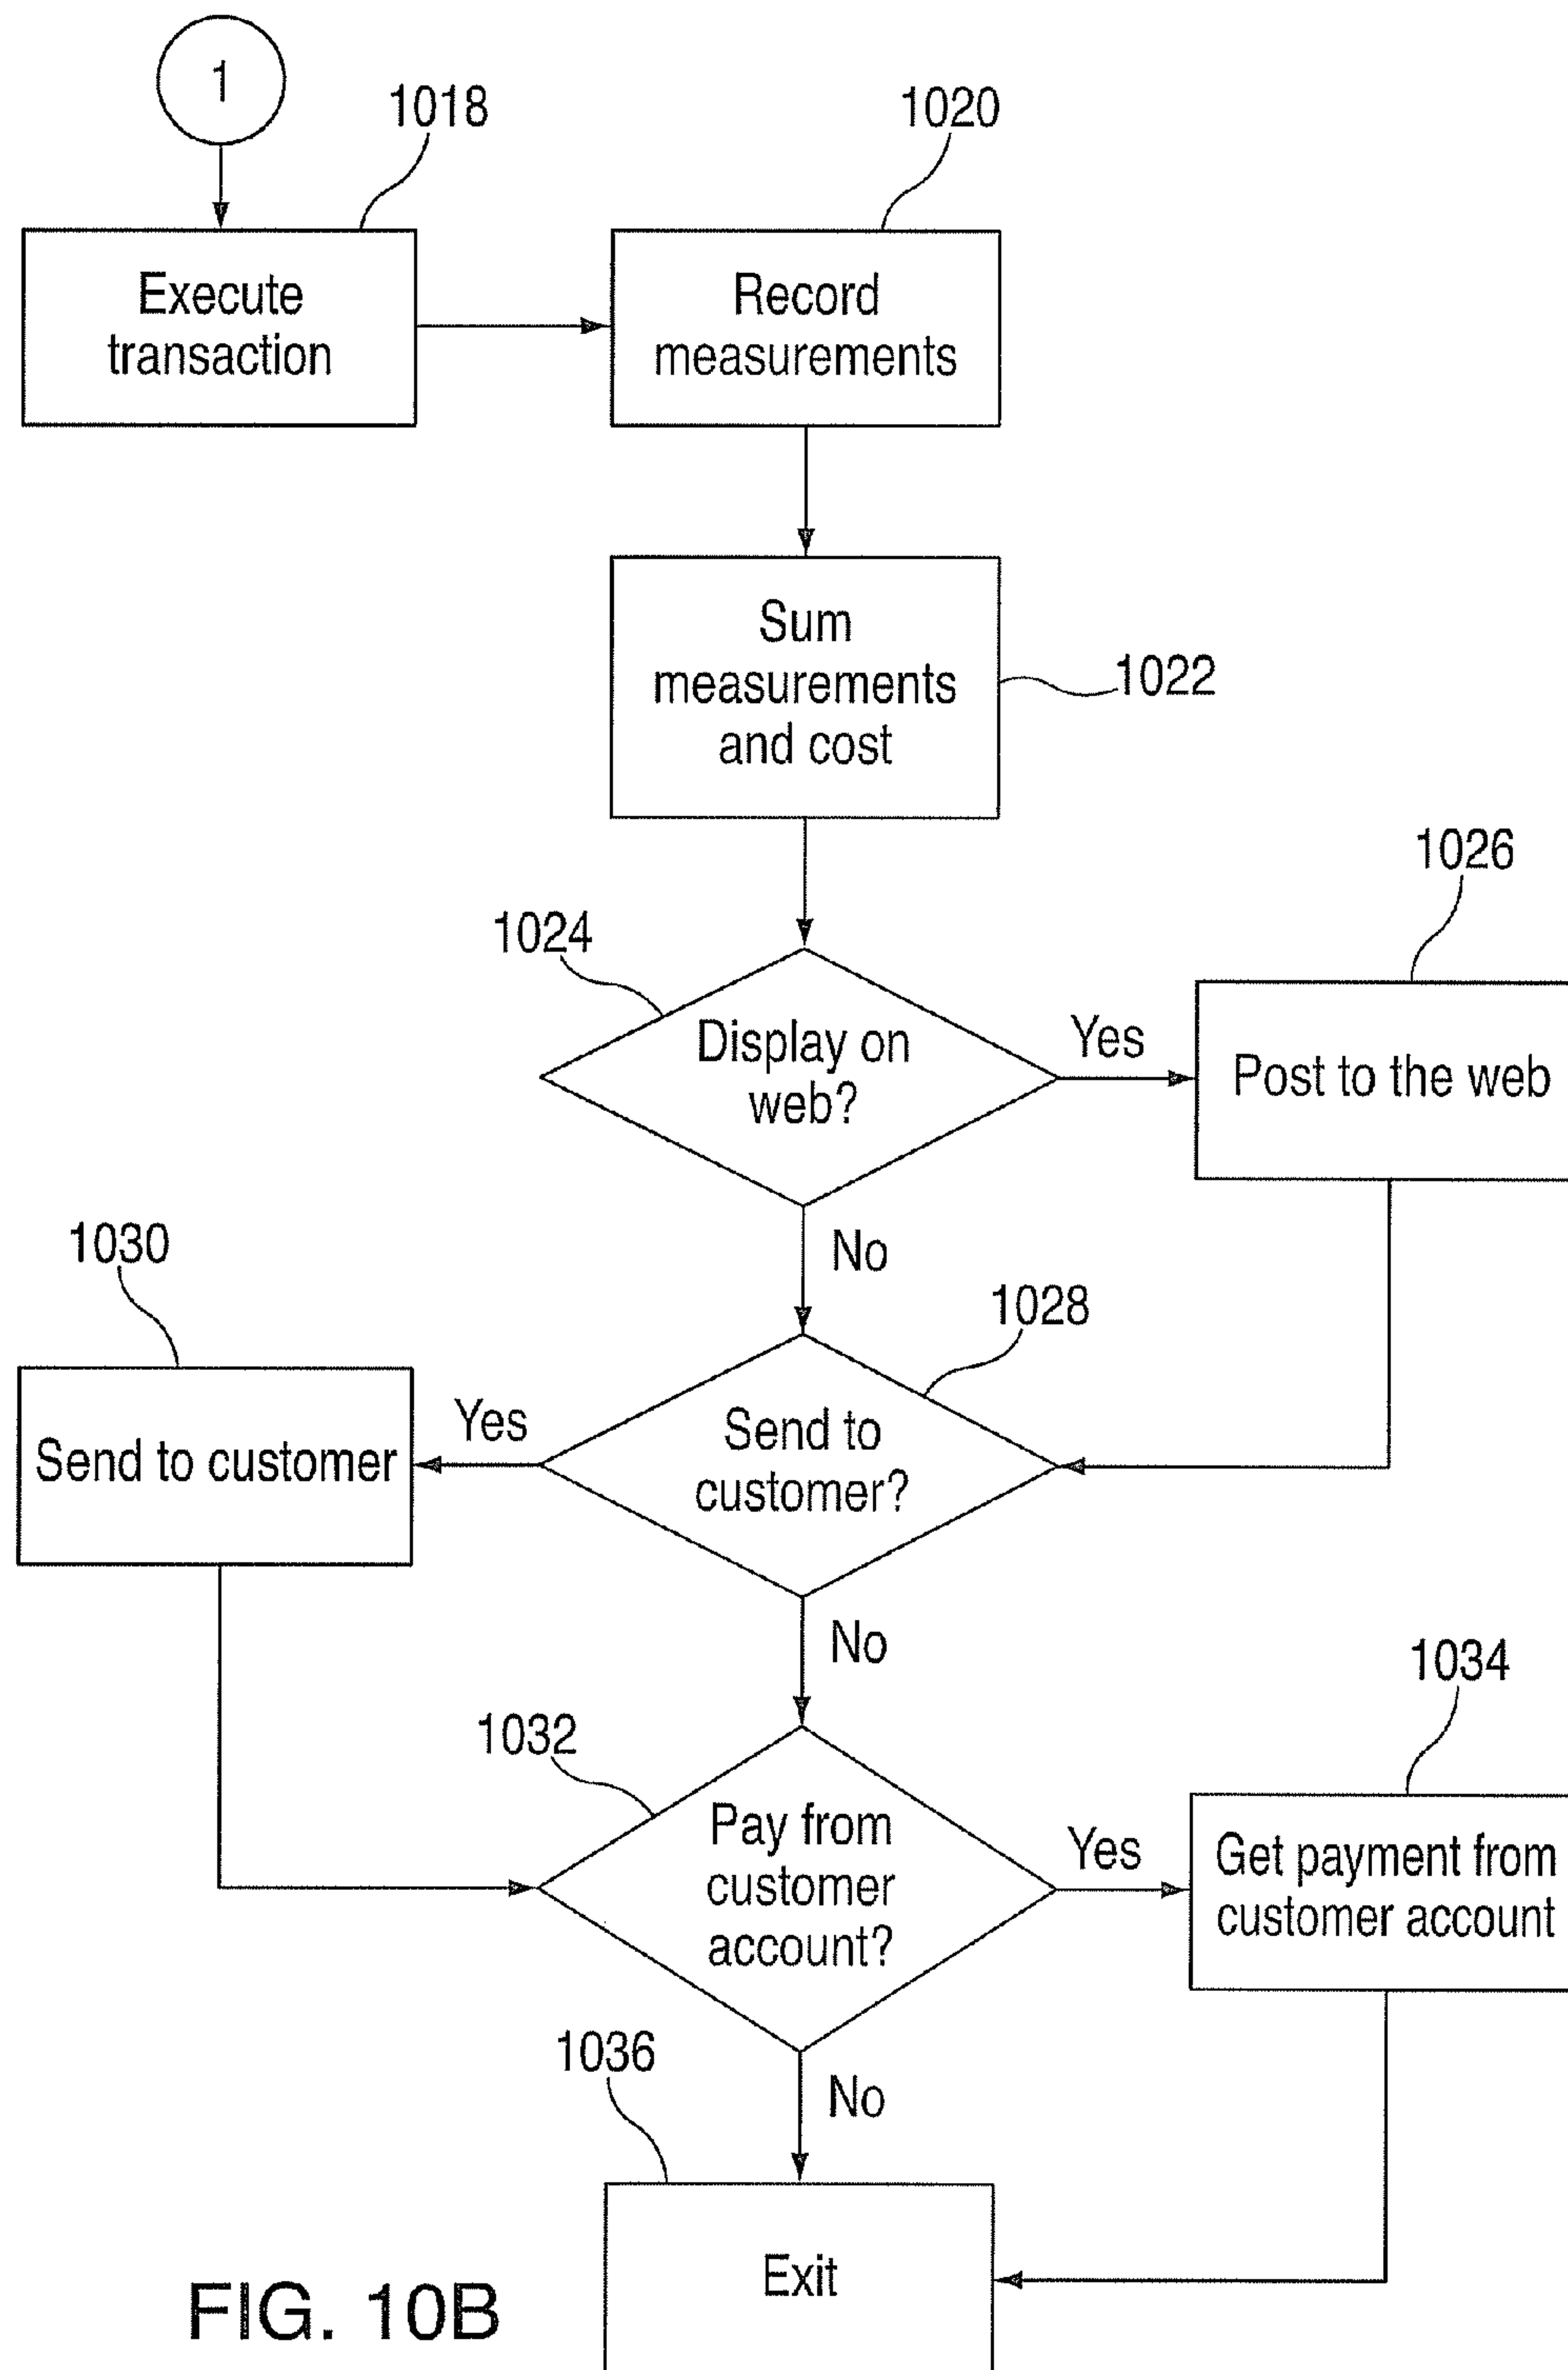 1
1018
1020
Execute
transaction
Record
measurements
Sum
measurements
and cost
1022
1026
1024
Display on
web?
Yes
Post to the web
No
1030
1028
Send to customer
Yes
Send to
customer?
No
1034
1032
Pay from
customer
account?
Yes
Get payment from
customer account
1036
No
Exit
FIG. 10B